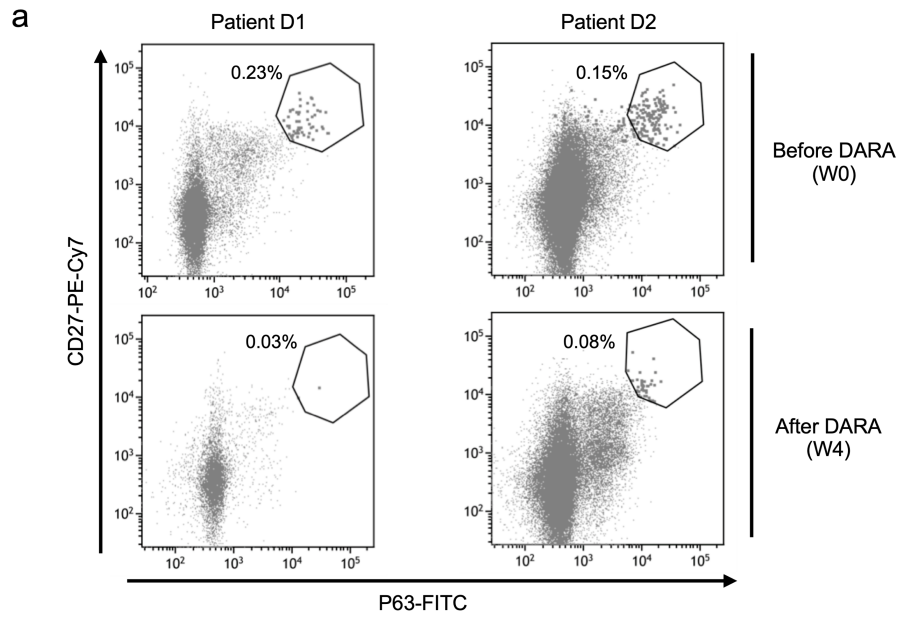 a
Patient D1
Patient D2
0.23%
0.15%
10⁵
10⁴
10³
10²
10² 10³ 10⁴ 10⁵
10⁵
10⁴
10³
10²
10² 10³ 10⁴ 10⁵
Before DARA
(W0)
CD27-PE-Cy7
0.03%
0.08%
10⁵
10⁴
10³
10²
10² 10³ 10⁴ 10⁵
10⁵
10⁴
10³
10²
10² 10³ 10⁴ 10⁵
After DARA
(W4)
P63-FITC